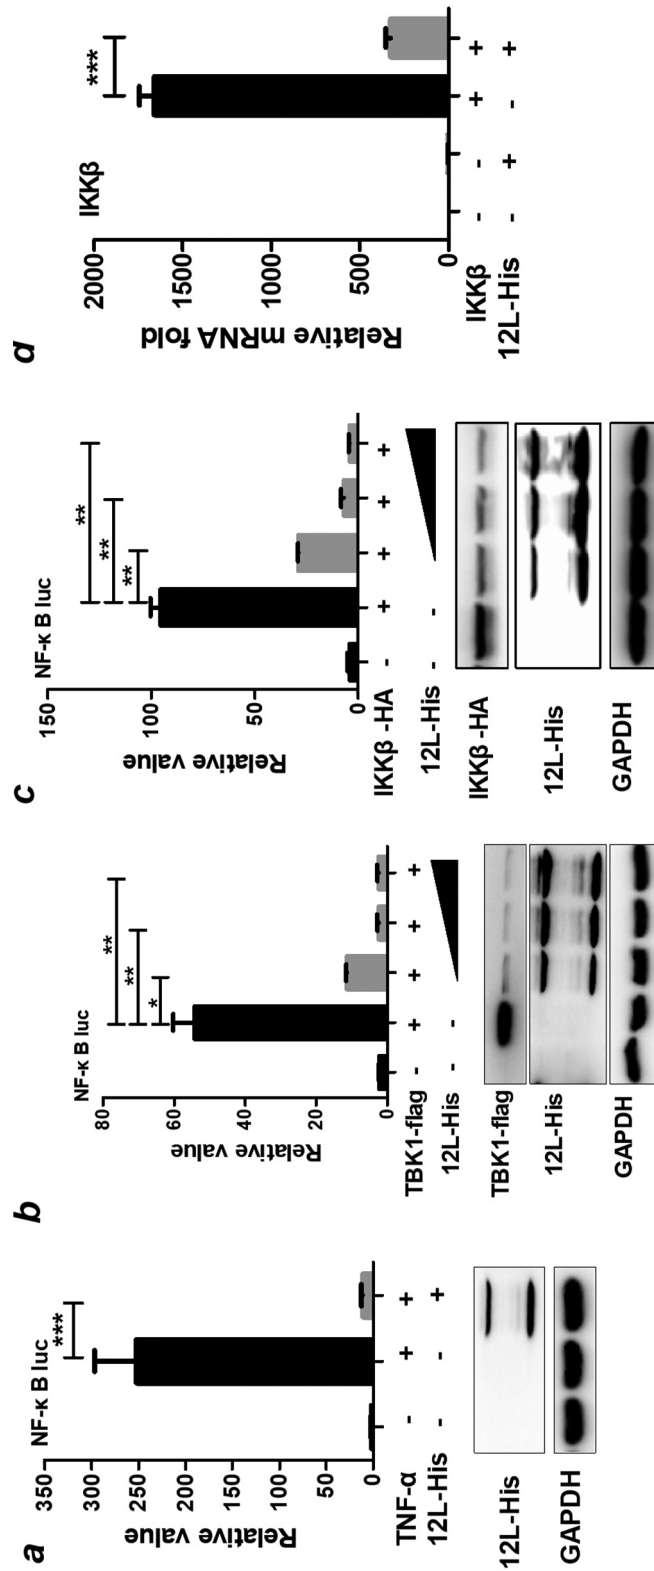 a
NF-κ B luc
Relative value
350
300
250
200
150
100
50
0
***
TNF-α - + +
12L-His - - +
12L-His
GAPDH
b
NF-κ B luc
Relative value
80
60
40
20
0
**
**
*
TBK1-flag - + + + +
12L-His - -
TBK1-flag
12L-His
GAPDH
c
NF-κ B luc
Relative value
150
100
50
0
**
**
**
IKKβ -HA - + + + +
12L-His - -
IKKβ -HA
12L-His
GAPDH
d
IKKβ
Relative mRNA fold
2000
1500
1000
500
0
***
IKKβ - - + +
12L-His - + - +